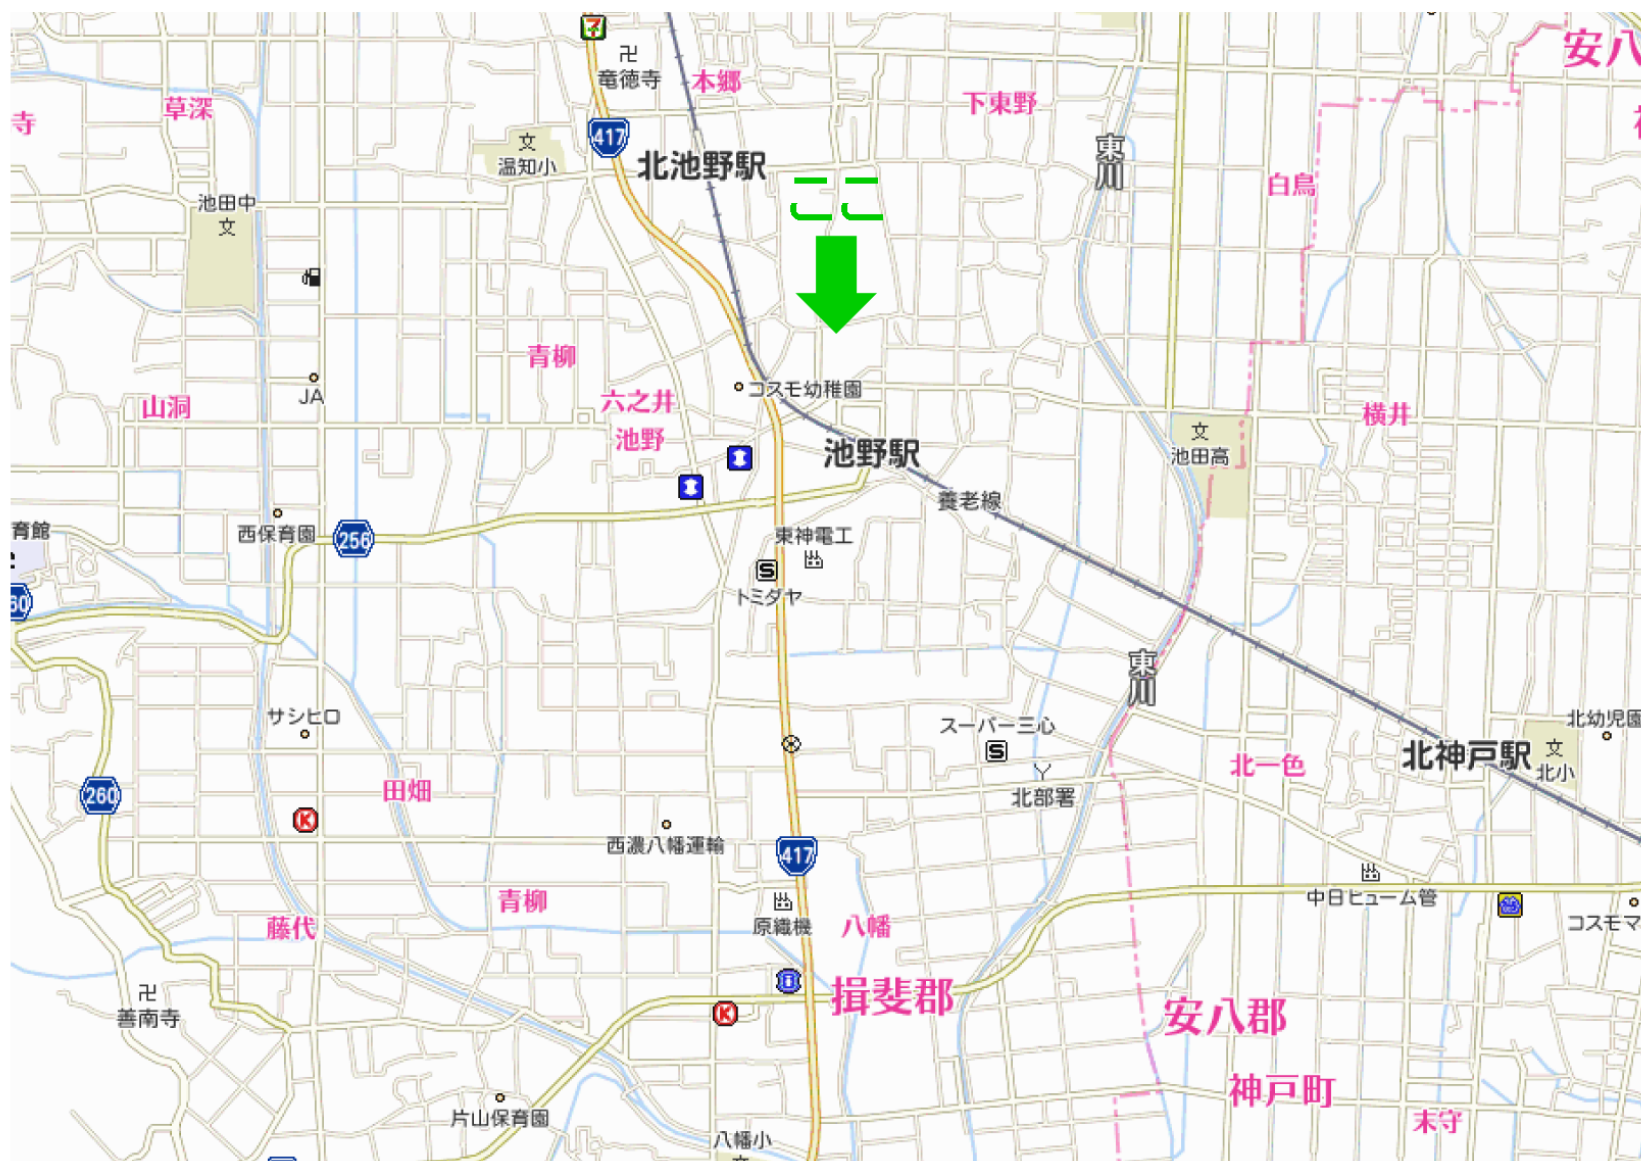 安八
竜徳寺
本郷
草深
寺
下東野
417
温知小
北池野駅
東川
白鳥
池田中
ここ
青柳
JA
コスモ幼稚園
山洞
六之井
池野
横井
池野駅
池田高
養老線
育館
西保育園
256
東神電工
S
トミダヤ
東川
サシヒロ
スーパー三心
S
北幼児園
北神戸駅
北一色
北小
260
田畑
北部署
K
西濃八幡運輸
417
中日ヒューム管
青柳
原織機
八幡
藤代
コスモマ
揖斐郡
善南寺
K
安八郡
神戸町
片山保育園
八幡小
末守